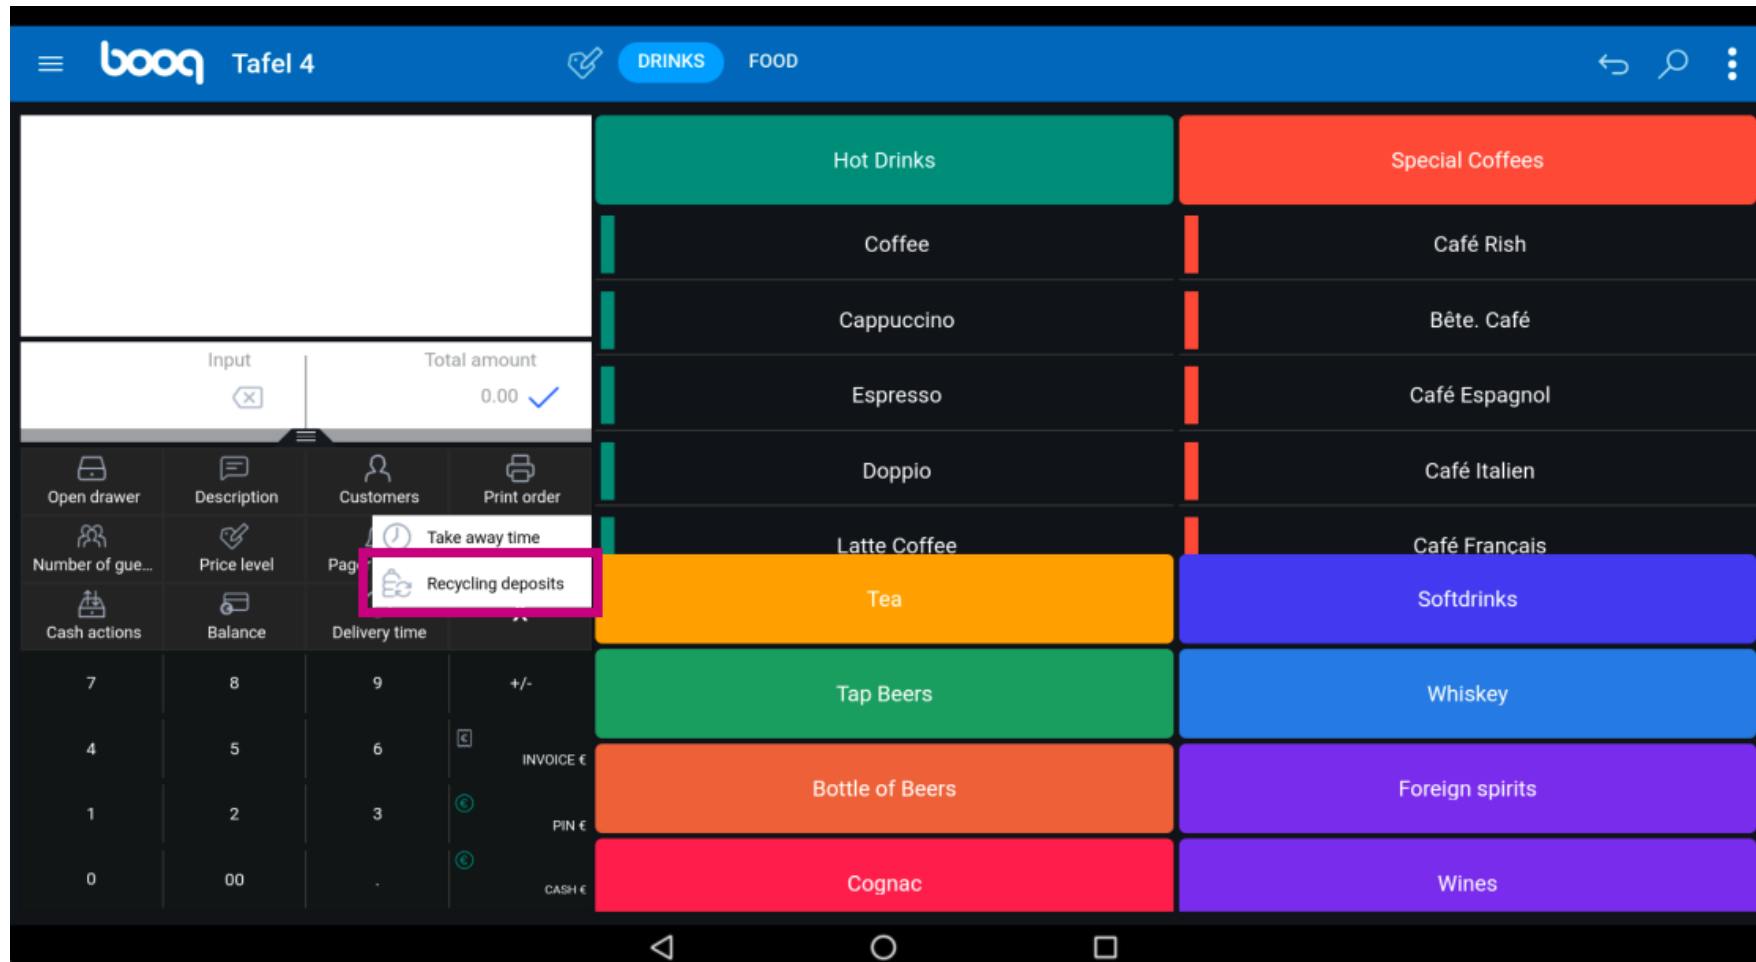 booq
Tafel 4
DRINKS
FOOD
Input
Total amount
0.00
Open drawer
Description
Customers
Print order
Number of gue...
Price level
Take away time
Recycling deposits
Cash actions
Balance
Delivery time
7
8
9
+/-
4
5
6
INVOICE €
1
2
3
PIN €
0
00
.
CASH €
Hot Drinks
Special Coffees
Coffee
Café Rish
Cappuccino
Bête. Café
Espresso
Café Espagnol
Doppio
Café Italien
Latte Coffee
Café Français
Tea
Softdrinks
Tap Beers
Whiskey
Bottle of Beers
Foreign spirits
Cognac
Wines